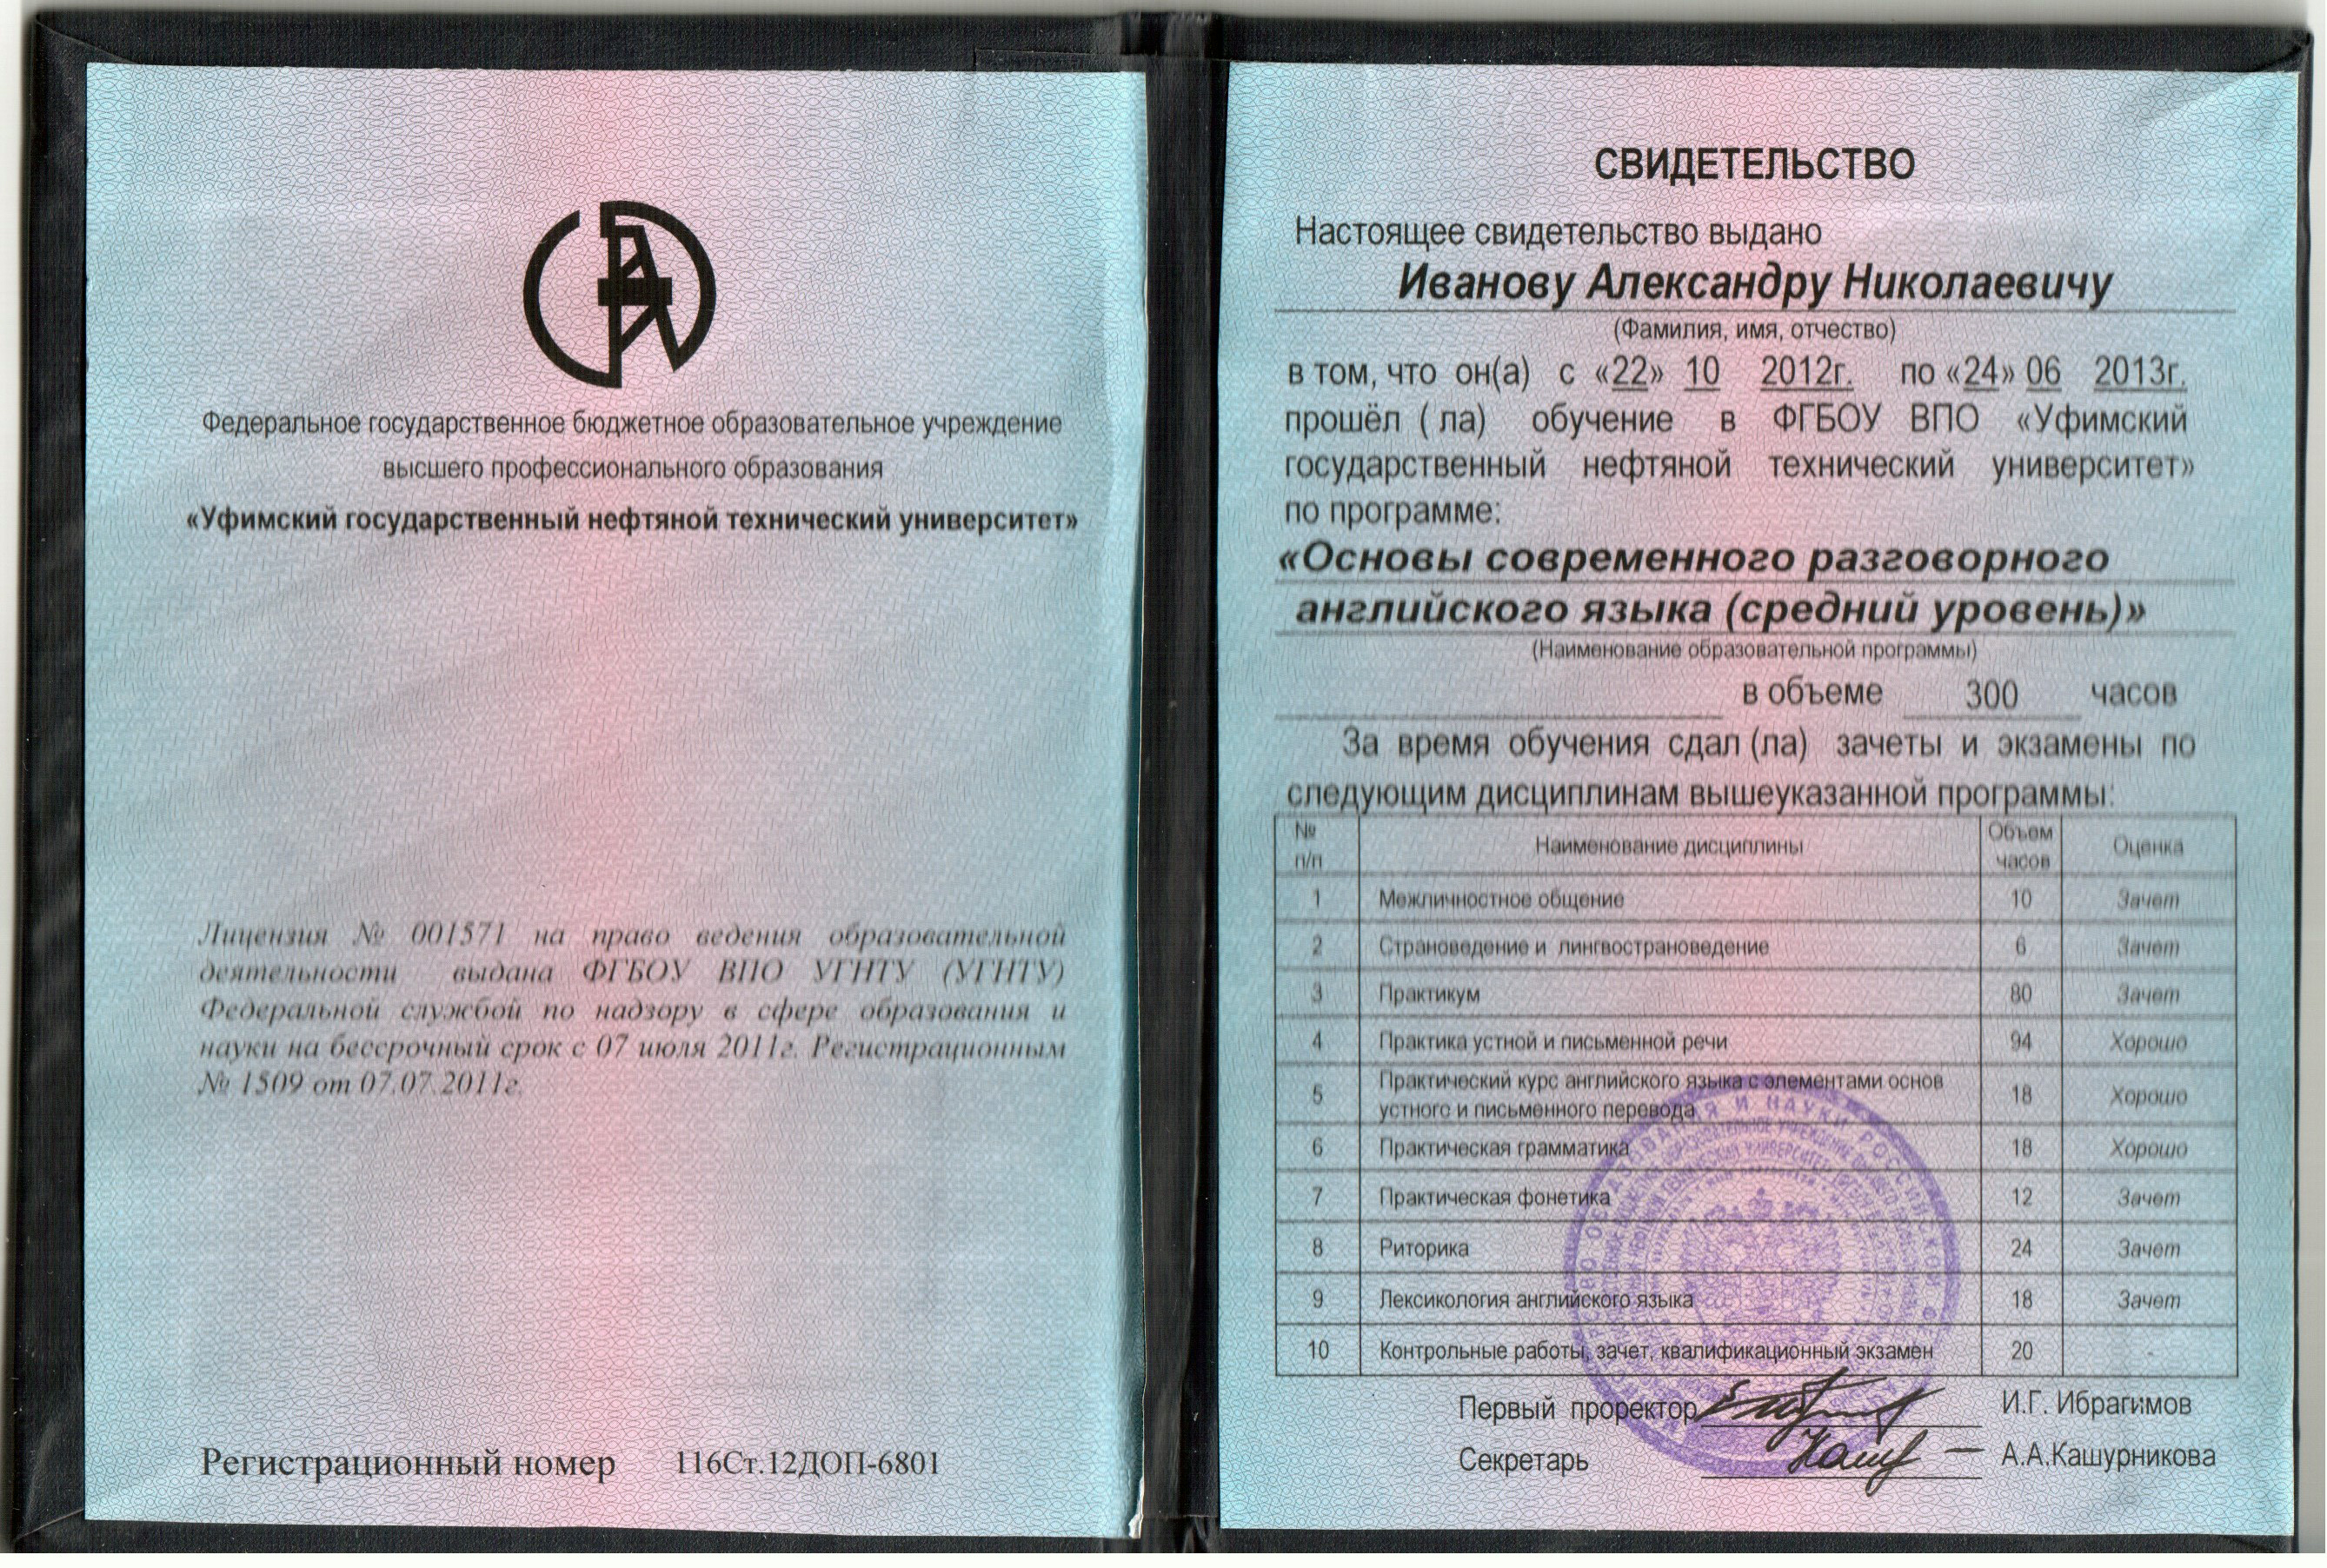 Федеральное государственное бюджетное образовательное учреждение
высшего профессионального образования
«Уфимский государственный нефтяной технический университет»
Лицензия № 001571 на право ведения образовательной
деятельности выдана ФГБОУ ВПО УГНТУ (УГНТУ)
Федеральной службой по надзору в сфере образования и
науки на бессрочный срок с 07 июля 2011г. Регистрационным
№ 1509 от 07.07.2011г.
Регистрационный номер 116Ст.12ДОП-6801
СВИДЕТЕЛЬСТВО
Настоящее свидетельство выдано
Иванову Александру Николаевичу
(Фамилия, имя, отчество)
в том, что он(а) с «22» 10 2012г. по «24» 06 2013г.
прошёл ( ла) обучение в ФГБОУ ВПО «Уфимский
государственный нефтяной технический университет»
по программе:
«Основы современного разговорного
английского языка (средний уровень)»
(Наименование образовательной программы)
в объеме 300 часов
За время обучения сдал (ла) зачеты и экзамены по
следующим дисциплинам вышеуказанной программы:
№ п/п Наименование дисциплины Объем часов Оценка
1 Межличностное общение 10 Зачет
2 Страноведение и лингвострановедение 6 Зачет
3 Практикум 80 Зачет
4 Практика устной и письменной речи 94 Хорошо
5 Практический курс английского языка с элементами основ
устного и письменного перевода 18 Хорошо
6 Практическая грамматика 18 Хорошо
7 Практическая фонетика 12 Зачет
8 Риторика 24 Зачет
9 Лексикология английского языка 18 Зачет
10 Контрольные работы, зачет, квалификационный экзамен 20 -
Первый проректор И.Г. Ибрагимов
Секретарь А.А.Кашурникова